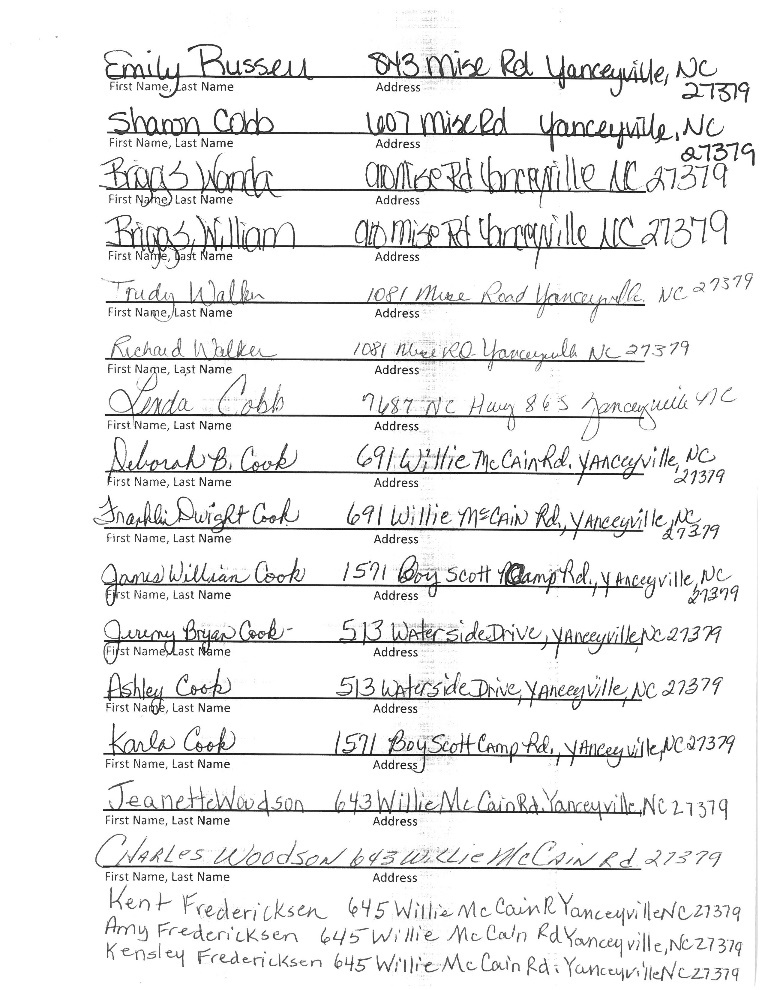 Emily Russell 843 Mise Rd Yanceyville, NC
27379
First Name, Last Name Address
Sharon Cobb 607 Mise Rd Yanceyville, NC
27379
First Name, Last Name Address
Briggs Wanda 910 Mise Rd Yanceyville NC 27379
First Name, Last Name Address
Briggs, William 910 Mise Rd Yanceyville NC 27379
First Name, Last Name Address
Trudy Walker 1081 Mise Road Yanceyville NC 27379
First Name, Last Name Address
Richard Walker 1081 Mise RD Yanceyville NC 27379
First Name, Last Name Address
Linda Cobb 7687 NC Hwy 86 S Yanceyville NC
First Name, Last Name Address
Deborah B. Cook 691 Willie McCain Rd. Yanceyville, NC
27379
First Name, Last Name Address
Franklin Dwight Cook 691 Willie McCain Rd., Yanceyville, NC
27379
First Name, Last Name Address
James William Cook 1571 Boy Scott Camp Rd., Yanceyville, NC
27379
First Name, Last Name Address
Jeremy Bryan Cook 513 Waterside Drive, Yanceyville NC 27379
First Name, Last Name Address
Ashley Cook 513 Waterside Drive, Yanceyville, NC 27379
First Name, Last Name Address
Karla Cook 1571 Boy Scott Camp Rd., Yanceyville, NC 27379
First Name, Last Name Address
Jeanette Woodson 643 Willie McCain Rd. Yanceyville, NC 27379
First Name, Last Name Address
Charles Woodson 643 Willie McCain Rd 27379
First Name, Last Name Address
Kent Fredericksen 645 Willie McCain R Yanceyville NC 27379
Amy Fredericksen 645 Willie McCain Rd Yanceyville, NC 27379
Kensley Fredericksen 645 Willie McCain Rd. Yanceyville NC 27379